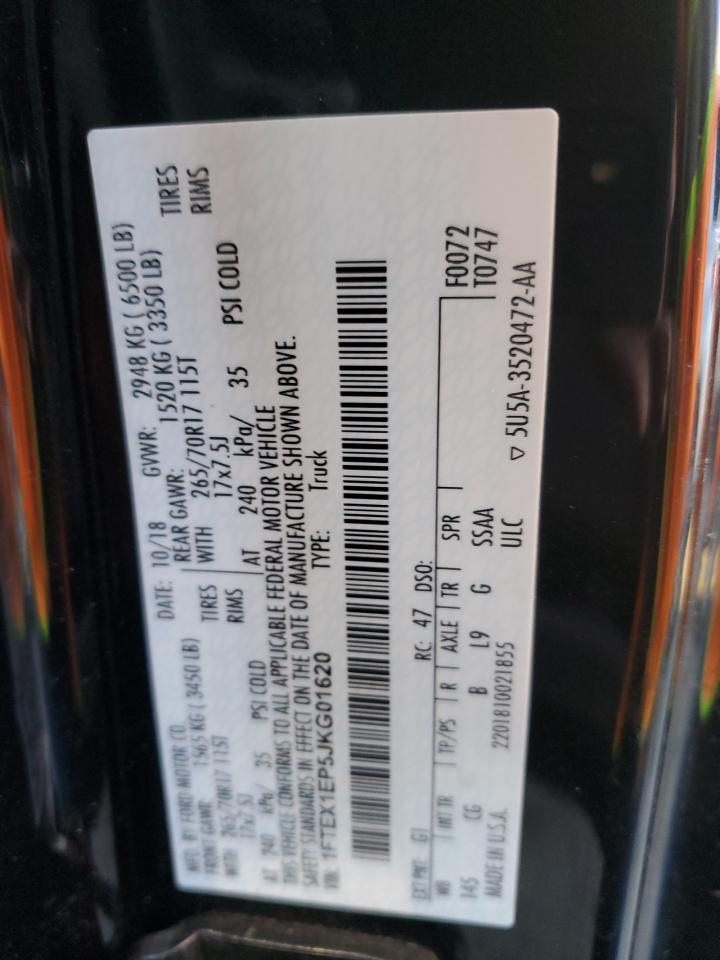 MFG. BY FORD MOTOR CO. DATE: 10/18 GVWR: 2948 KG ( 6500 LB)
FRONT GAWR: 1565 KG ( 3450 LB) REAR GAWR: 1520 KG ( 3350 LB)
WITH 265/70R17 115T TIRES WITH 265/70R17 115T TIRES
17x7.5J RIMS 17x7.5J RIMS
AT 240 kPa/ 35 PSI COLD AT 240 kPa/ 35 PSI COLD
THIS VEHICLE CONFORMS TO ALL APPLICABLE FEDERAL MOTOR VEHICLE
SAFETY STANDARDS IN EFFECT ON THE DATE OF MANUFACTURE SHOWN ABOVE.
VIN: 1FTEX1EP5JKG01620 TYPE: Truck
EXT PNT: G1 RC: 47 DSO: F0072
WB INT TR TP/PS R AXLE TR SPR T0747
145 CG B L9 G SSAA
MADE IN U.S.A. 2201810021855 ULC
▽ 5U5A-3520472-AA